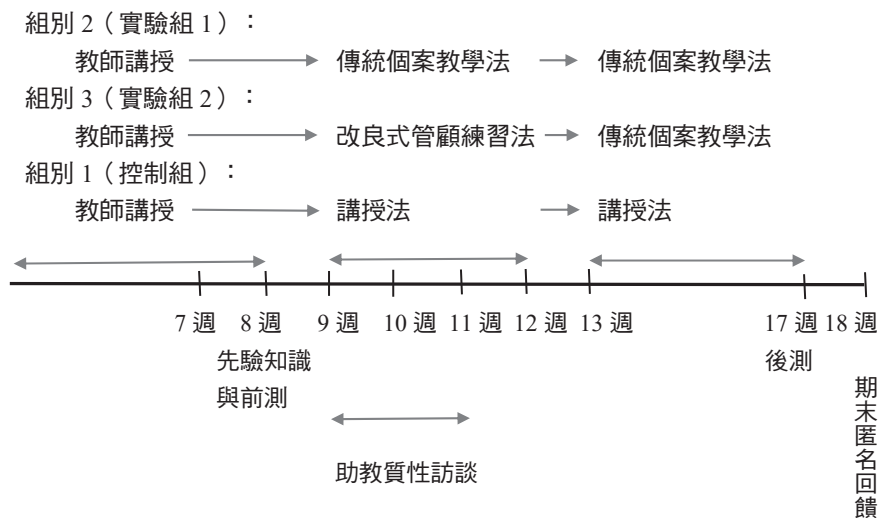 組別 2（實驗組 1）：
教師講授 傳統個案教學法 傳統個案教學法
組別 3（實驗組 2）：
教師講授 改良式管顧練習法 傳統個案教學法
組別 1（控制組）：
教師講授 講授法 講授法
7 週 8 週 9 週 10 週 11 週 12 週 13 週 17 週 18 週
先驗知識 後測
與前測
助教質性訪談
期末匿名回饋